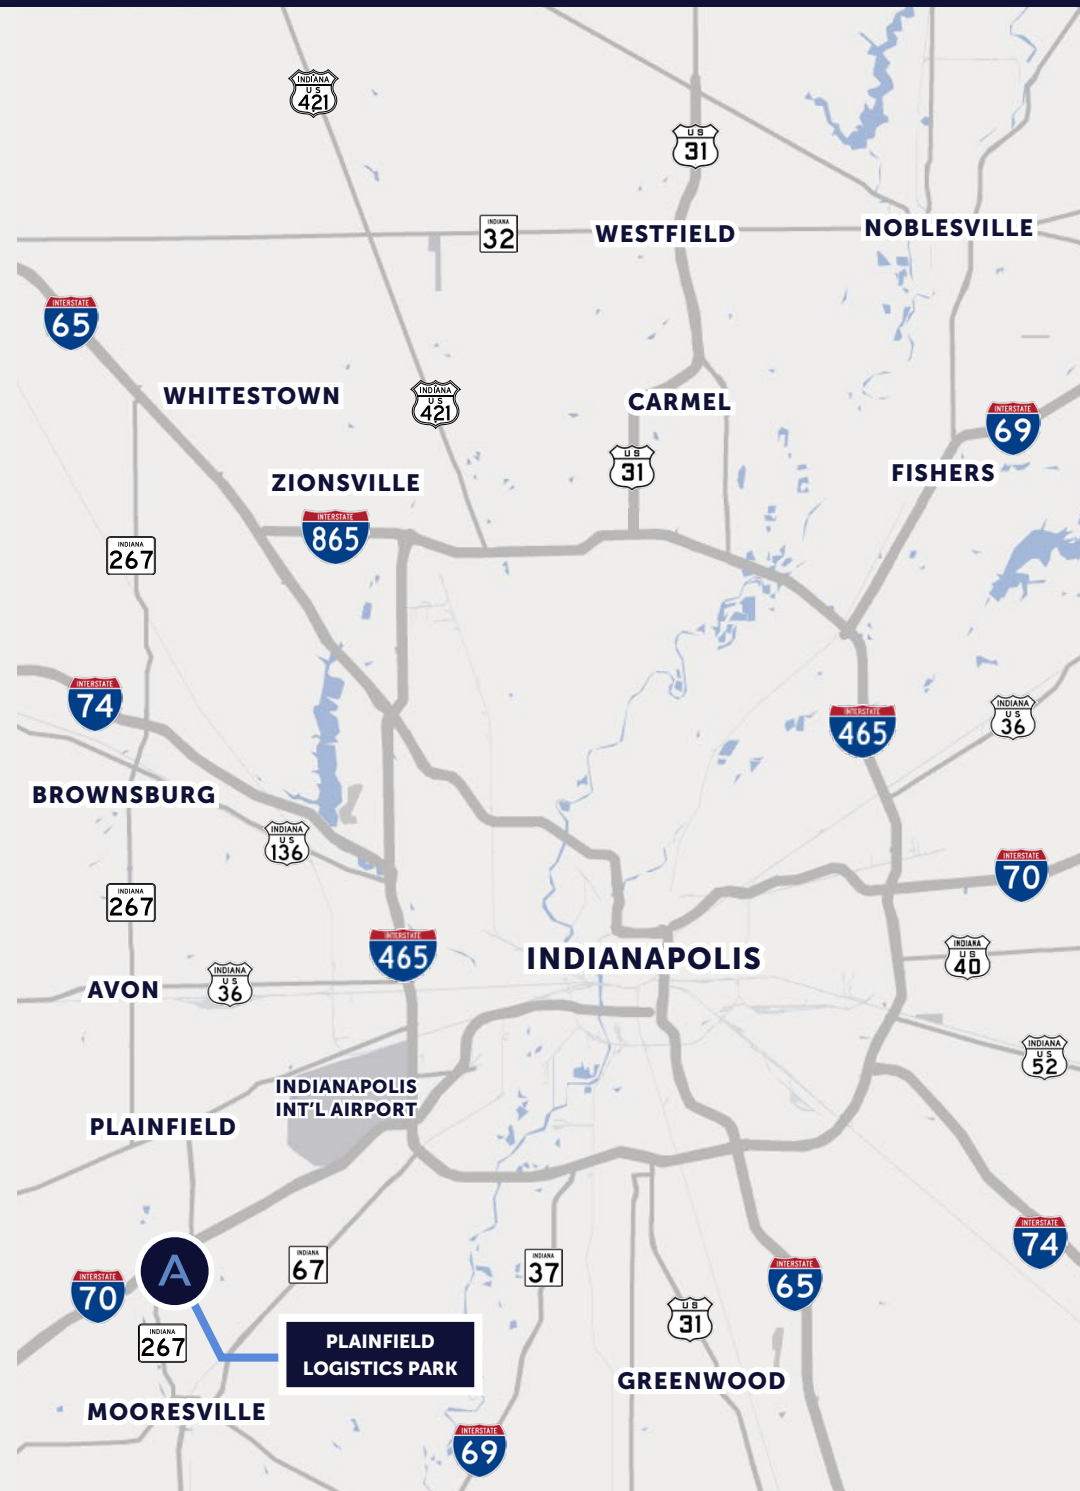 INDIANA
US
421
US
31
INDIANA
32
WESTFIELD
NOBLESVILLE
INTERSTATE
65
WHITESTOWN
INDIANA
US
421
CARMEL
INTERSTATE
69
US
31
FISHERS
ZIONSVILLE
INTERSTATE
865
INDIANA
267
INTERSTATE
74
INTERSTATE
465
INDIANA
US
36
BROWNSBURG
INDIANA
US
136
INTERSTATE
70
INDIANA
267
INTERSTATE
465
INDIANAPOLIS
INDIANA
US
40
AVON
INDIANA
US
36
INDIANA
US
52
INDIANAPOLIS
INT'L AIRPORT
PLAINFIELD
INTERSTATE
74
A
INDIANA
67
INDIANA
37
INTERSTATE
65
INTERSTATE
70
US
31
INDIANA
267
PLAINFIELD
LOGISTICS PARK
GREENWOOD
MOORESVILLE
INTERSTATE
69